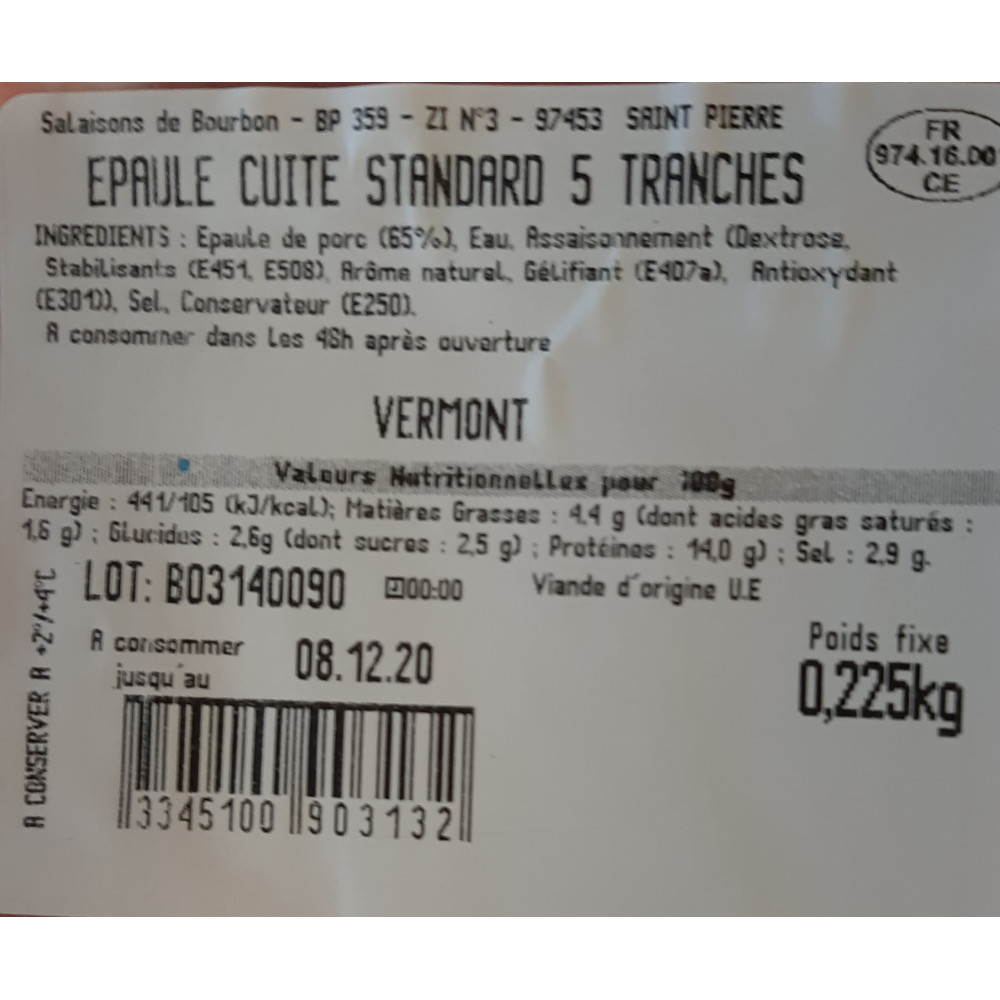 Salaisons de Bourbon - BP 359 - ZI N°3 - 97453 SAINT PIERRE
FR
974.16.00
CE
EPAULE CUITE STANDARD 5 TRANCHES
INGREDIENTS : Epaule de porc (65%), Eau, Assaisonnement (Dextrose,
Stabilisants (E451, E508), Arôme naturel, Gélifiant (E407a), Antioxydant
(E301)), Sel, Conservateur (E250).
A consommer dans les 48h après ouverture
VERMONT
Valeurs Nutritionnelles pour 100g
Energie : 441/105 (kJ/kcal); Matières Grasses : 4,4 g (dont acides gras saturés :
1,6 g) ; Glucides : 2,6g (dont sucres : 2,5 g) ; Protéines : 14,0 g) ; Sel : 2,9 g.
LOT: B03140090 00:00 Viande d'origine U.E
A CONSERVER A +2°/+4°C
A consommer
jusqu'au
08.12.20
Poids fixe
0,225kg
3345100 903132